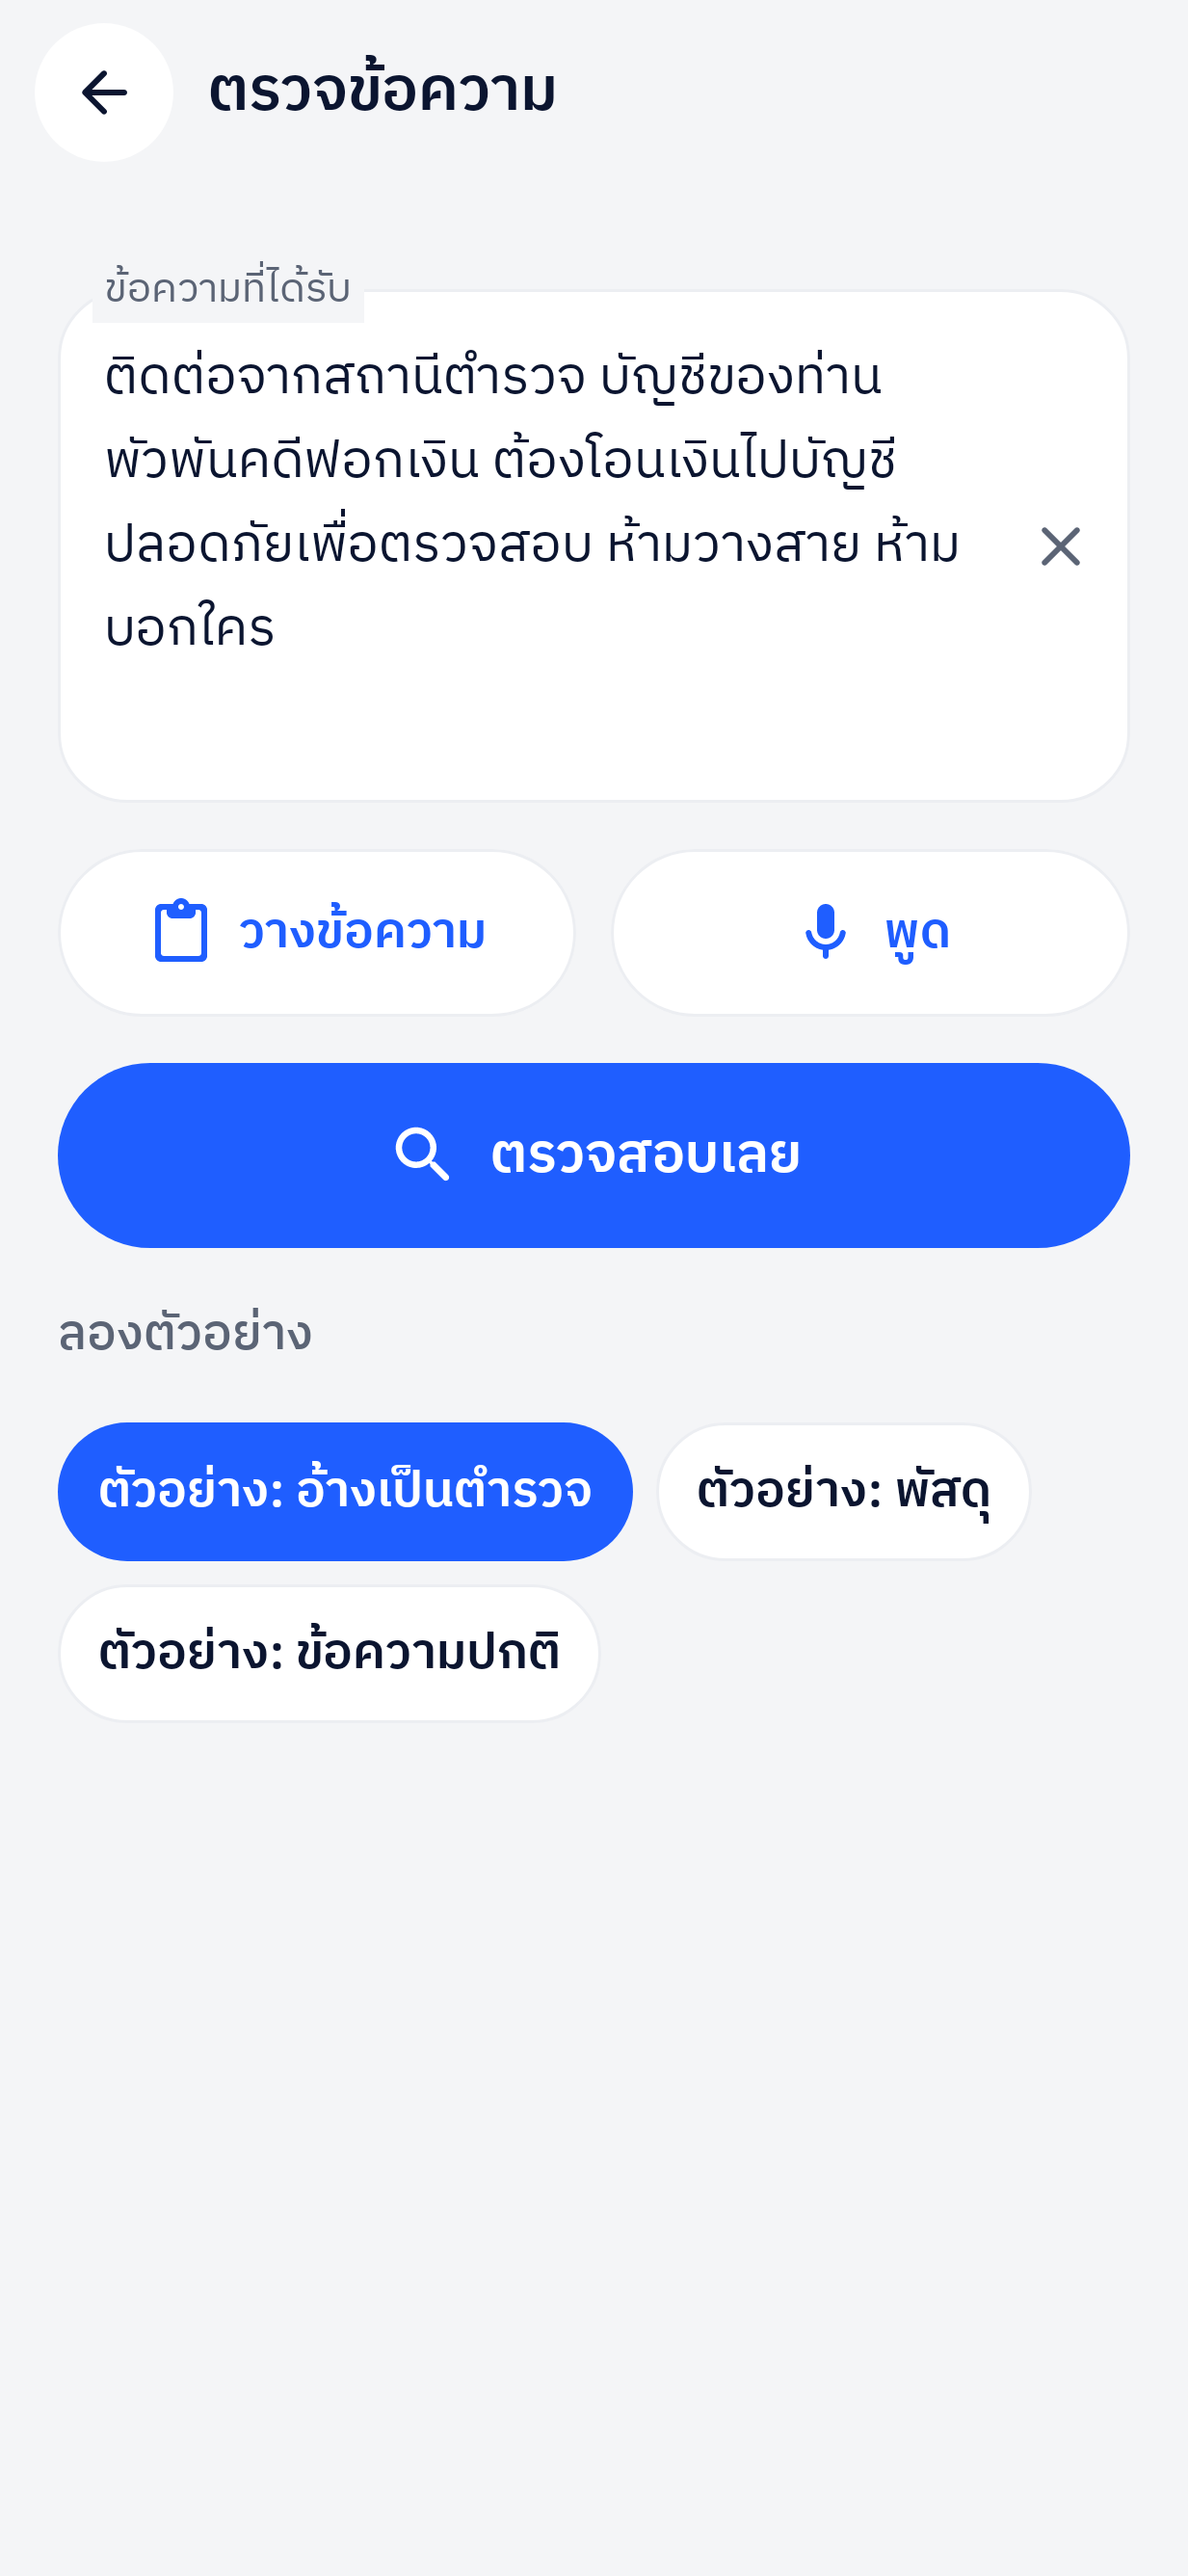 ตรวจข้อความ
ข้อความที่ได้รับ
ติดต่อจากสถานีตำรวจ บัญชีของท่าน
พัวพันคดีฟอกเงิน ต้องโอนเงินไปบัญชี
ปลอดภัยเพื่อตรวจสอบ ห้ามวางสาย ห้าม
บอกใคร
วางข้อความ
พูด
ตรวจสอบเลย
ลองตัวอย่าง
ตัวอย่าง: อ้างเป็นตำรวจ
ตัวอย่าง: พัสดุ
ตัวอย่าง: ข้อความปกติ